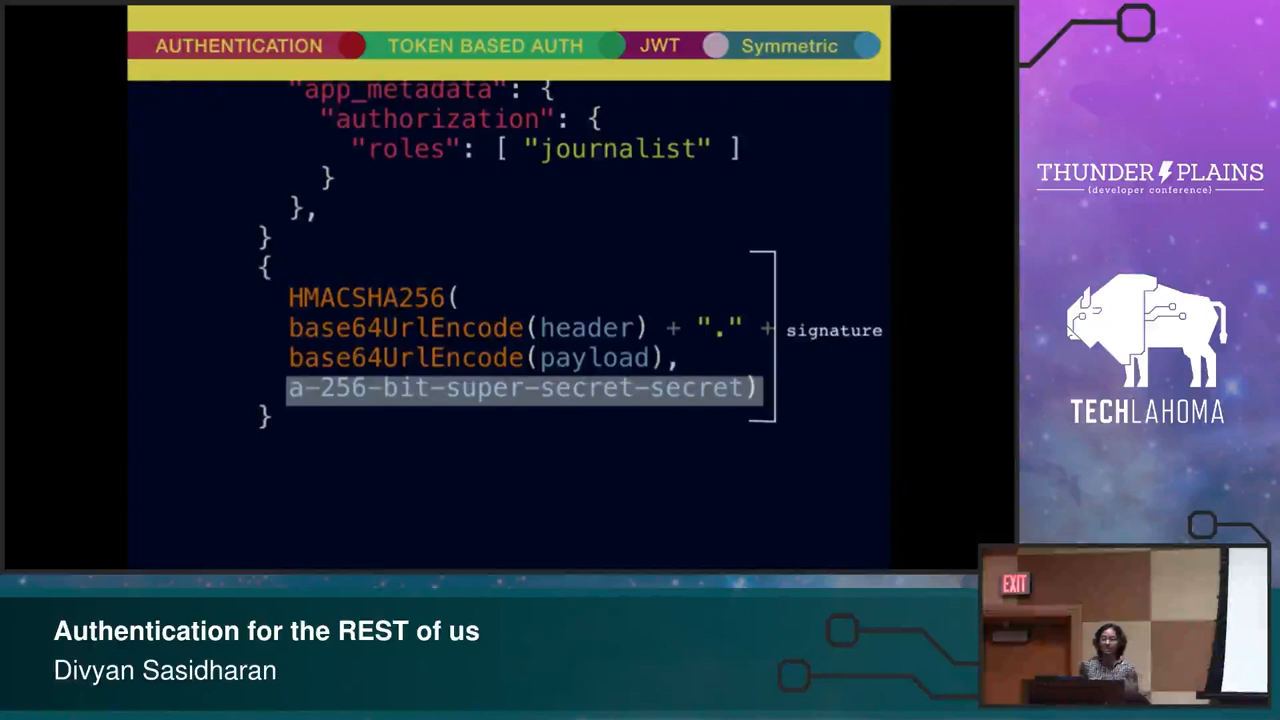 AUTHENTICATION TOKEN BASED AUTH JWT Symmetric
"app_metadata": {
"authorization": {
"roles": [ "journalist" ]
}
},
}
{
HMACSHA256(
base64UrlEncode(header) + "." +
base64UrlEncode(payload),
a-256-bit-super-secret-secret)
}
signature
THUNDER PLAINS
{developer conference}
TECHLAHOMA
EXIT
Authentication for the REST of us
Divyan Sasidharan